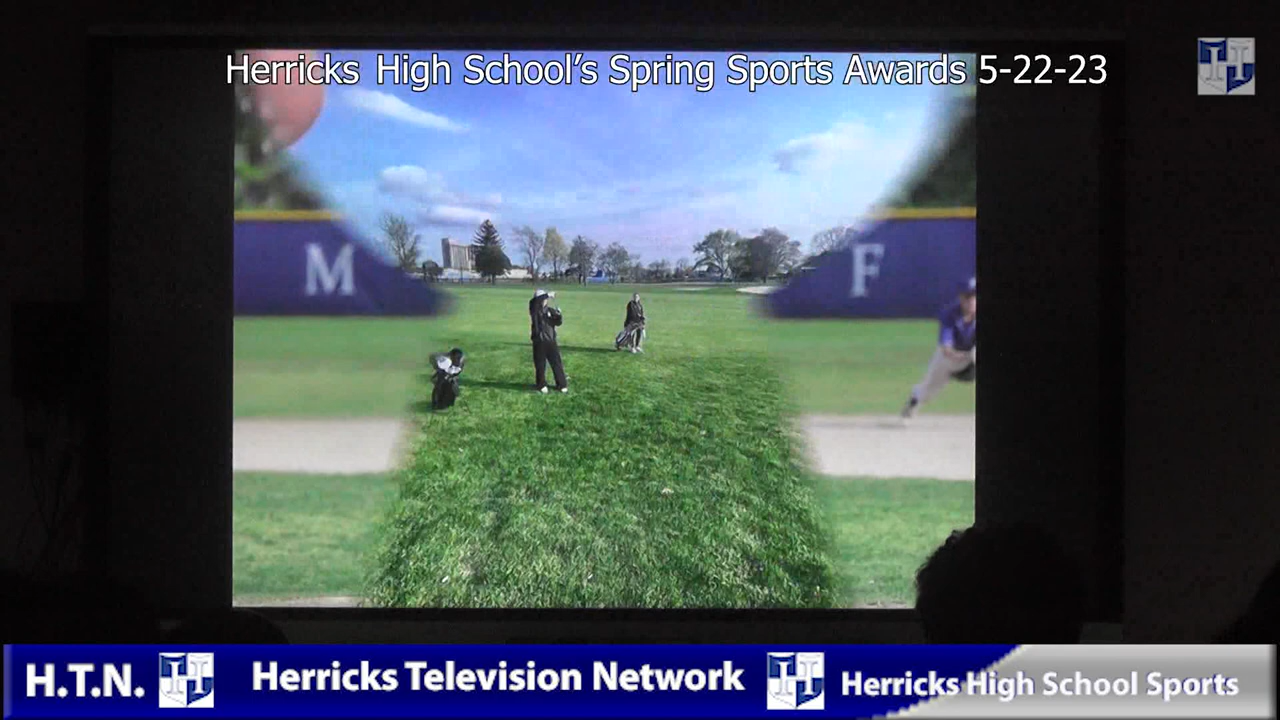 Herricks High School’s Spring Sports Awards 5-22-23
M
F
H.T.N. Herricks Television Network Herricks High School Sports